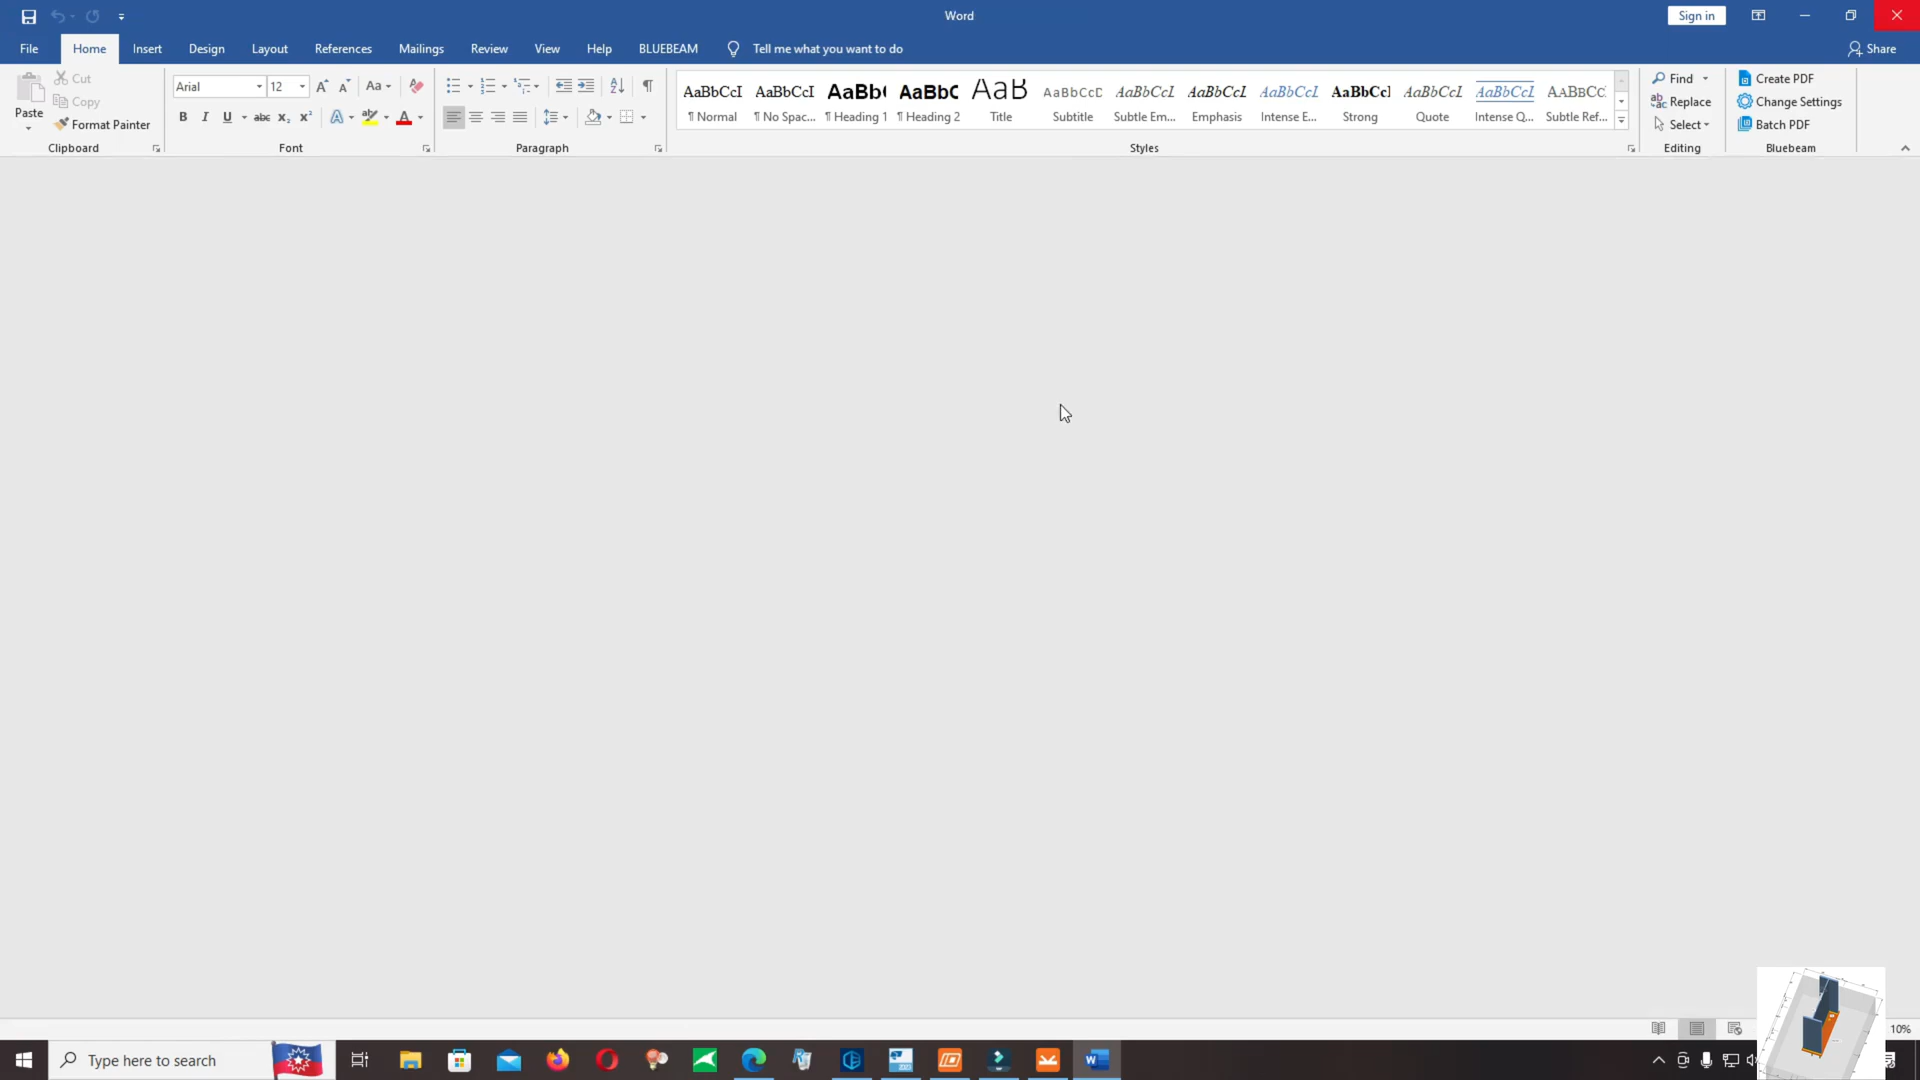 Word
Sign in
File Home Insert Design Layout References Mailings Review View Help BLUEBEAM Tell me what you want to do Share
Paste
Cut
Copy
Format Painter
Clipboard
Arial 12
Font
Paragraph
AaBbCcI AaBbCcI AaBb( AaBbC AaB AaBbCcD AaBbCcL AaBbCcL AaBbCcL AaBbCcI AaBbCcL AaBbCcL AABBCC
¶ Normal ¶ No Spac... ¶ Heading 1 ¶ Heading 2 Title Subtitle Subtle Em... Emphasis Intense E... Strong Quote Intense Q... Subtle Ref...
Styles
Find
Replace
Select
Editing
Create PDF
Change Settings
Batch PDF
Bluebeam
10%
Type here to search